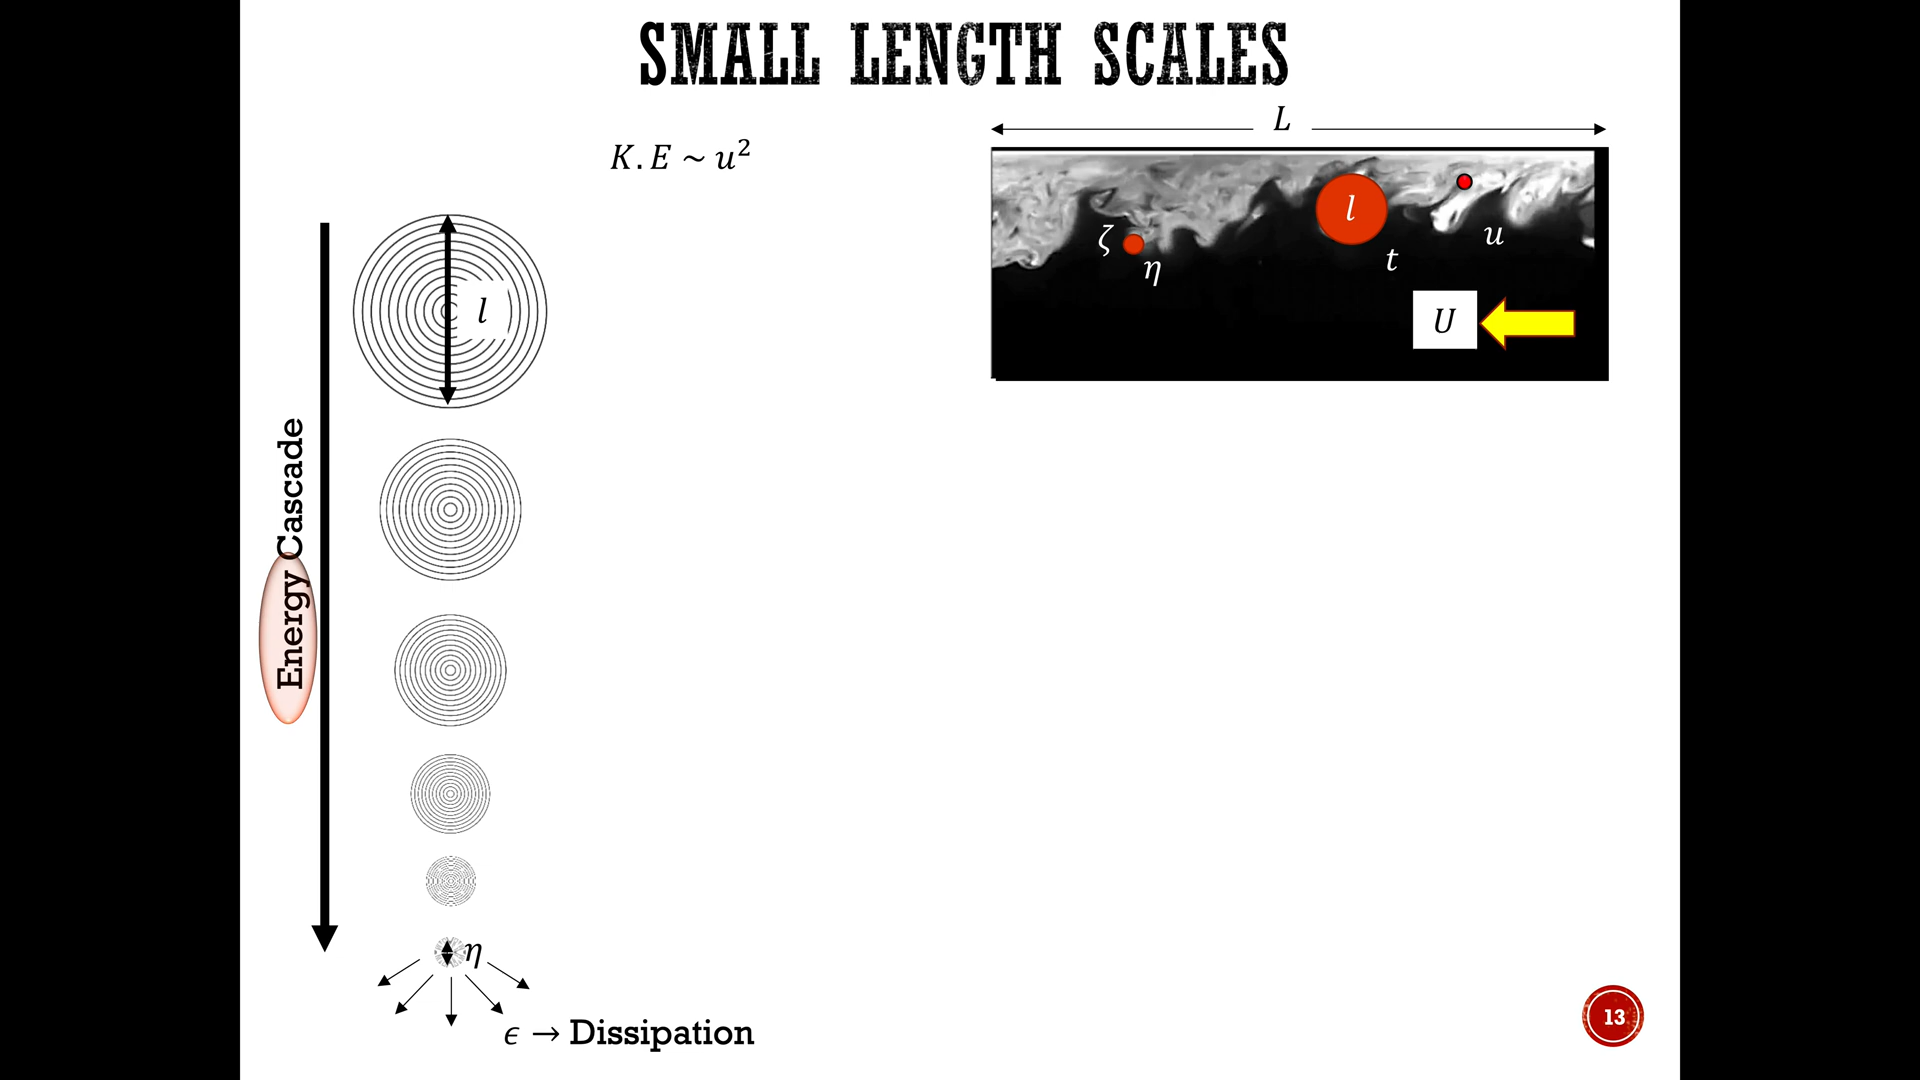 SMALL LENGTH SCALES
K.E ~ u²
L
l
ζ
η
t
u
U
l
Energy Cascade
η
ϵ → Dissipation
13